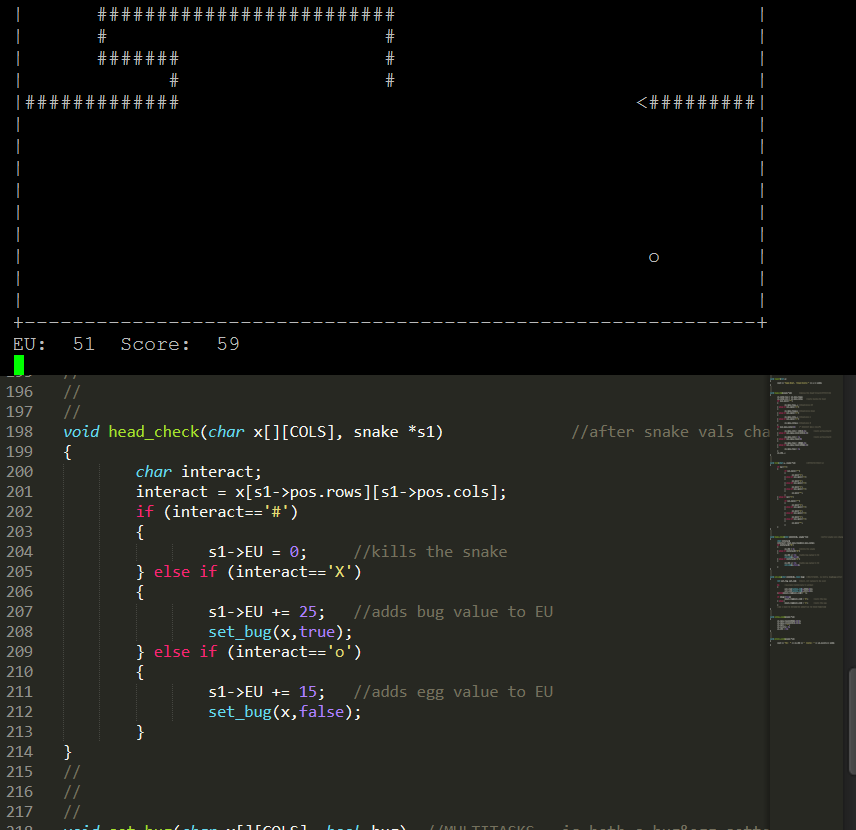 |      #########################                              |
|      #                       #                              |
|      #######                 #                              |
|            #                 #                              |
|#############                                      <#########|
|                                                             |
|                                                             |
|                                                             |
|                                                             |
|                                                             |
|                                                             |
|                                                    o        |
|                                                             |
|                                                             |
+-------------------------------------------------------------+
EU:  51  Score:  59
196 //
197 //
198 void head_check(char x[][COLS], snake *s1) //after snake vals cha
199 {
200 char interact;
201 interact = x[s1->pos.rows][s1->pos.cols];
202 if (interact=='#')
203 {
204 s1->EU = 0; //kills the snake
205 } else if (interact=='X')
206 {
207 s1->EU += 25; //adds bug value to EU
208 set_bug(x,true);
209 } else if (interact=='o')
210 {
211 s1->EU += 15; //adds egg value to EU
212 set_bug(x,false);
213 }
214 }
215 //
216 //
217 //